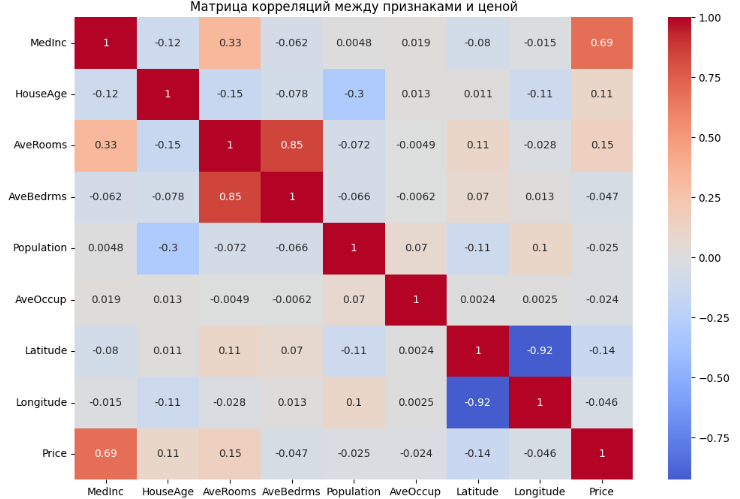 Матрица корреляций между признаками и ценой
MedInc 1 -0.12 0.33 -0.062 0.0048 0.019 -0.08 -0.015 0.69
HouseAge -0.12 1 -0.15 -0.078 -0.3 0.013 0.011 -0.11 0.11
AveRooms 0.33 -0.15 1 0.85 -0.072 -0.0049 0.11 -0.028 0.15
AveBedrms -0.062 -0.078 0.85 1 -0.066 -0.0062 0.07 0.013 -0.047
Population 0.0048 -0.3 -0.072 -0.066 1 0.07 -0.11 0.1 -0.025
AveOccup 0.019 0.013 -0.0049 -0.0062 0.07 1 0.0024 0.0025 -0.024
Latitude -0.08 0.011 0.11 0.07 -0.11 0.0024 1 -0.92 -0.14
Longitude -0.015 -0.11 -0.028 0.013 0.1 0.0025 -0.92 1 -0.046
Price 0.69 0.11 0.15 -0.047 -0.025 -0.024 -0.14 -0.046 1
MedInc HouseAge AveRooms AveBedrms Population AveOccup Latitude Longitude Price
1.00
0.75
0.50
0.25
0.00
−0.25
−0.50
−0.75